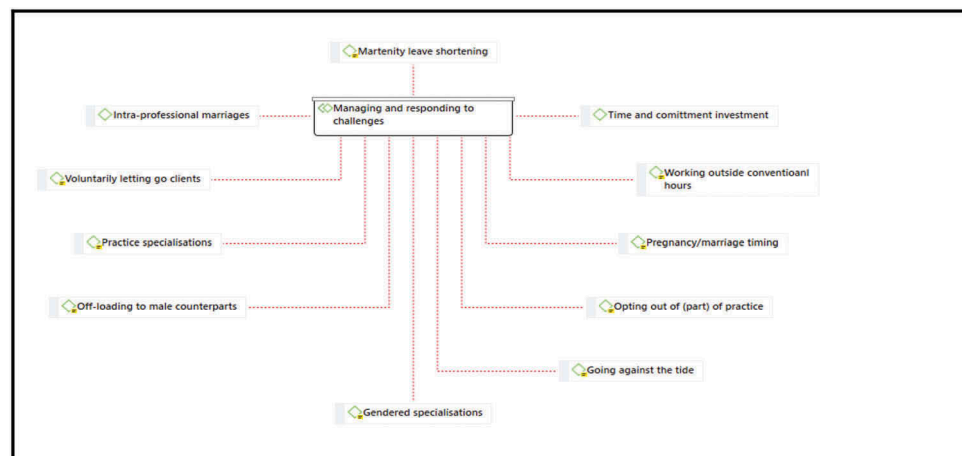 Martenity leave shortening
Intra-professional marriages
Managing and responding to
challenges
Time and comittment investment
Voluntarily letting go clients
Working outside conventioanl
hours
Practice specialisations
Pregnancy/marriage timing
Off-loading to male counterparts
Opting out of (part) of practice
Going against the tide
Gendered specialisations